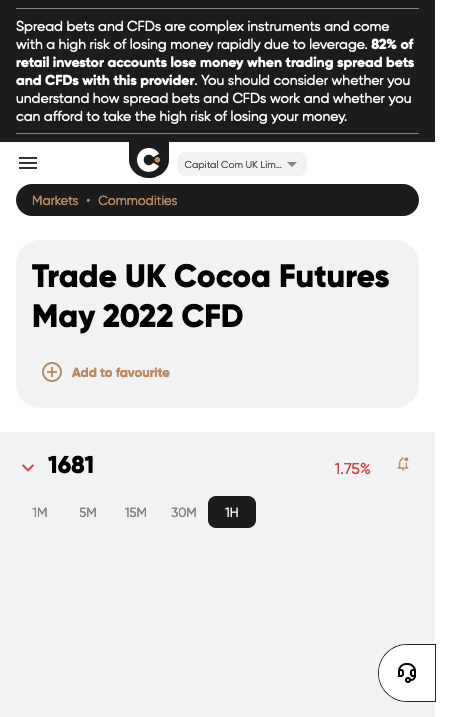 Spread bets and CFDs are complex instruments and come
with a high risk of losing money rapidly due to leverage. 82% of
retail investor accounts lose money when trading spread bets
and CFDs with this provider. You should consider whether you
understand how spread bets and CFDs work and whether you
can afford to take the high risk of losing your money.
Capital Com UK Lim...
Markets • Commodities
Trade UK Cocoa Futures
May 2022 CFD
Add to favourite
1681
1.75%
1M 5M 15M 30M 1H